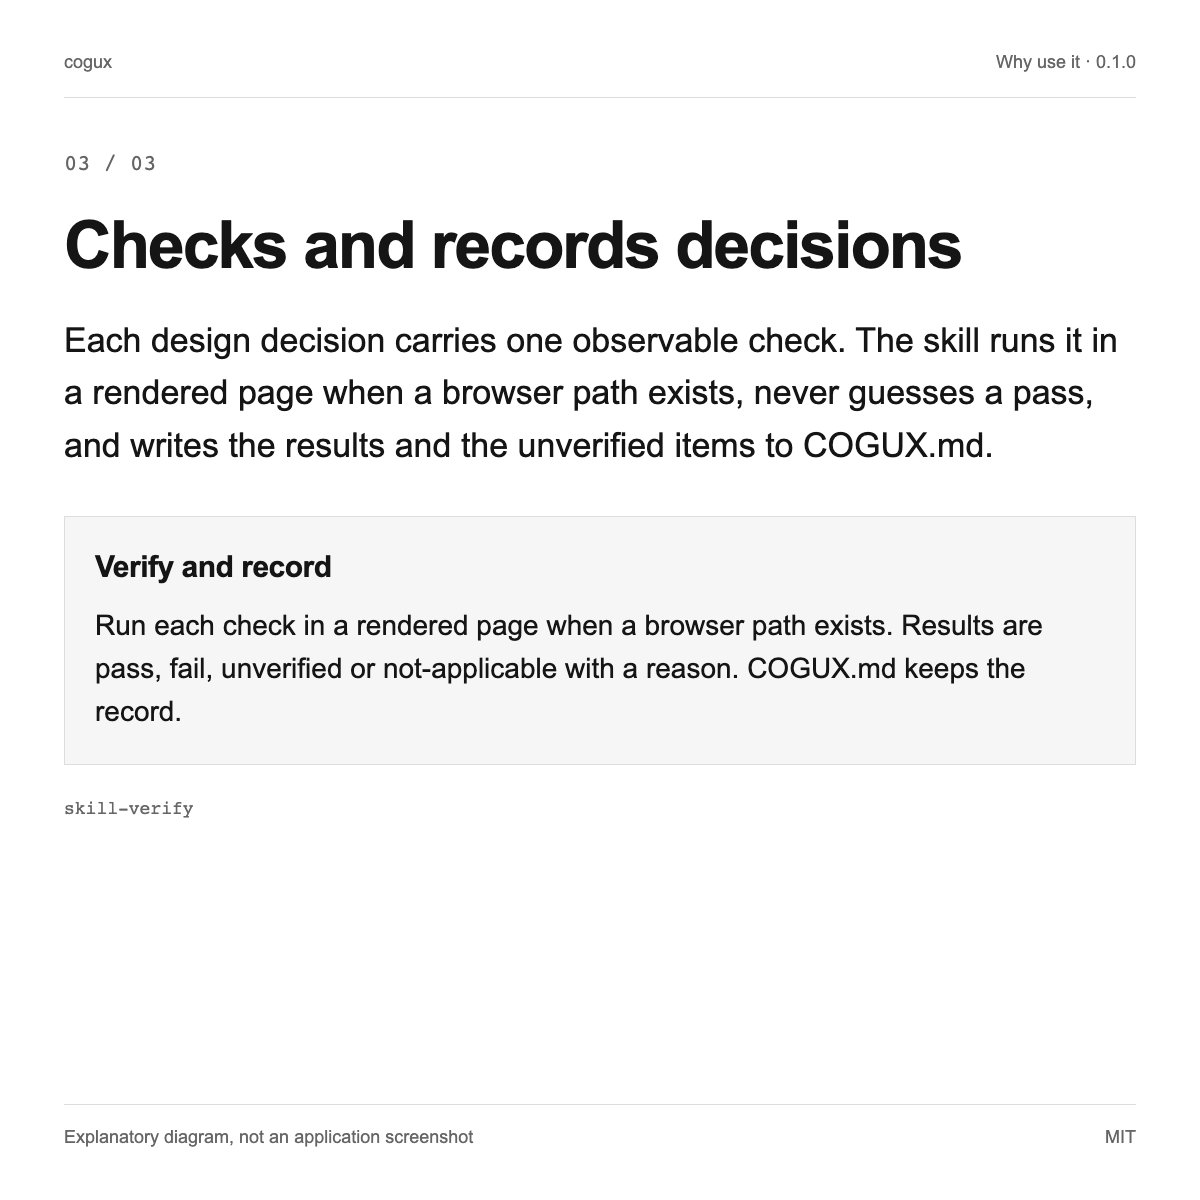 cogux
Why use it · 0.1.0
03 / 03
Checks and records decisions
Each design decision carries one observable check. The skill runs it in
a rendered page when a browser path exists, never guesses a pass,
and writes the results and the unverified items to COGUX.md.
Verify and record
Run each check in a rendered page when a browser path exists. Results are
pass, fail, unverified or not-applicable with a reason. COGUX.md keeps the
record.
skill-verify
Explanatory diagram, not an application screenshot
MIT